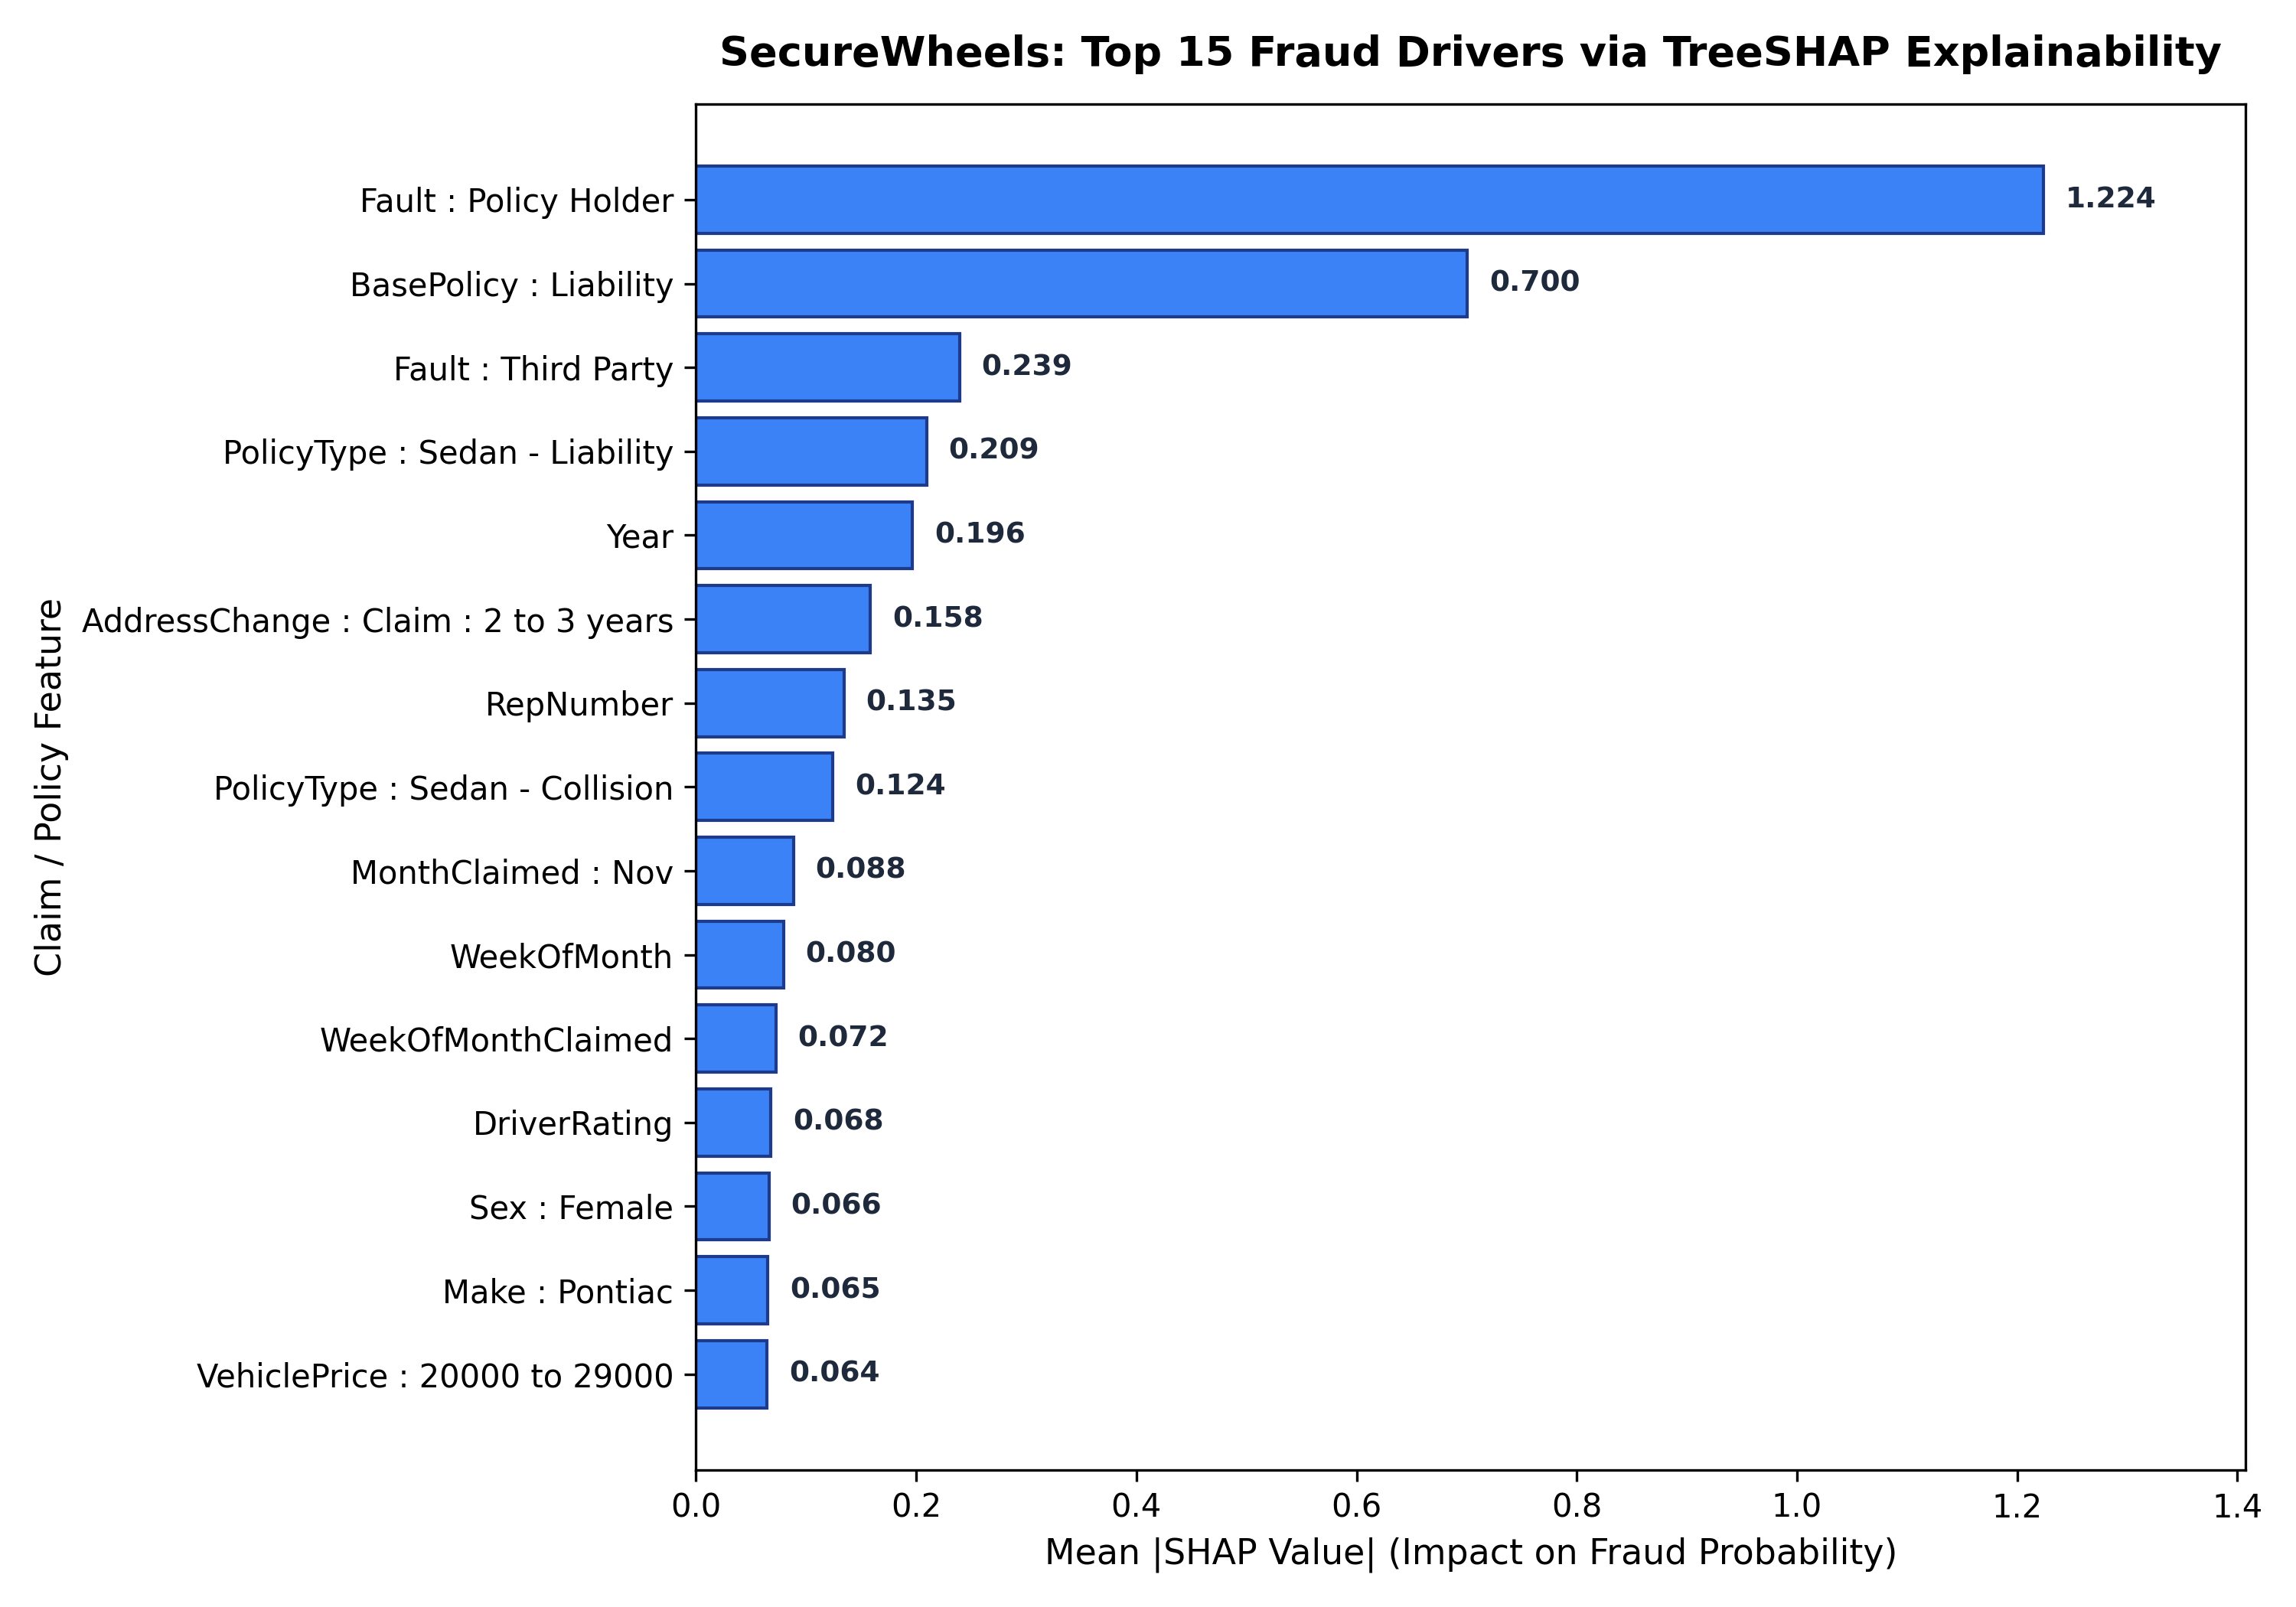 SecureWheels: Top 15 Fraud Drivers via TreeSHAP Explainability
Claim / Policy Feature
Fault : Policy Holder 1.224
BasePolicy : Liability 0.700
Fault : Third Party 0.239
PolicyType : Sedan - Liability 0.209
Year 0.196
AddressChange : Claim : 2 to 3 years 0.158
RepNumber 0.135
PolicyType : Sedan - Collision 0.124
MonthClaimed : Nov 0.088
WeekOfMonth 0.080
WeekOfMonthClaimed 0.072
DriverRating 0.068
Sex : Female 0.066
Make : Pontiac 0.065
VehiclePrice : 20000 to 29000 0.064
0.0 0.2 0.4 0.6 0.8 1.0 1.2 1.4
Mean |SHAP Value| (Impact on Fraud Probability)